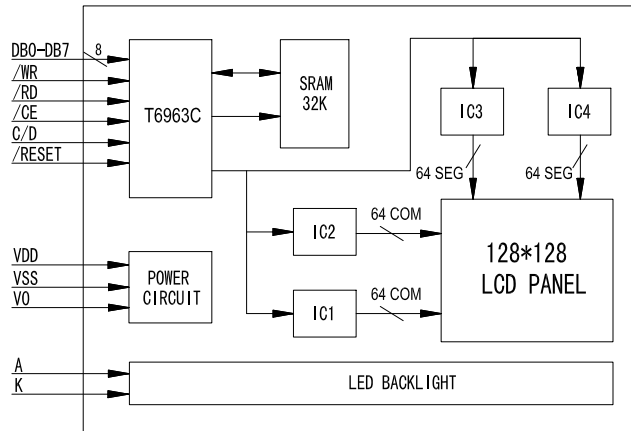 DB0-DB7
8
/WR
/RD
/CE
C/D
/RESET
T6963C
SRAM
32K
IC3
IC4
64 SEG
64 SEG
IC2
64 COM
IC1
64 COM
128*128
LCD PANEL
VDD
VSS
VO
POWER
CIRCUIT
A
K
LED BACKLIGHT